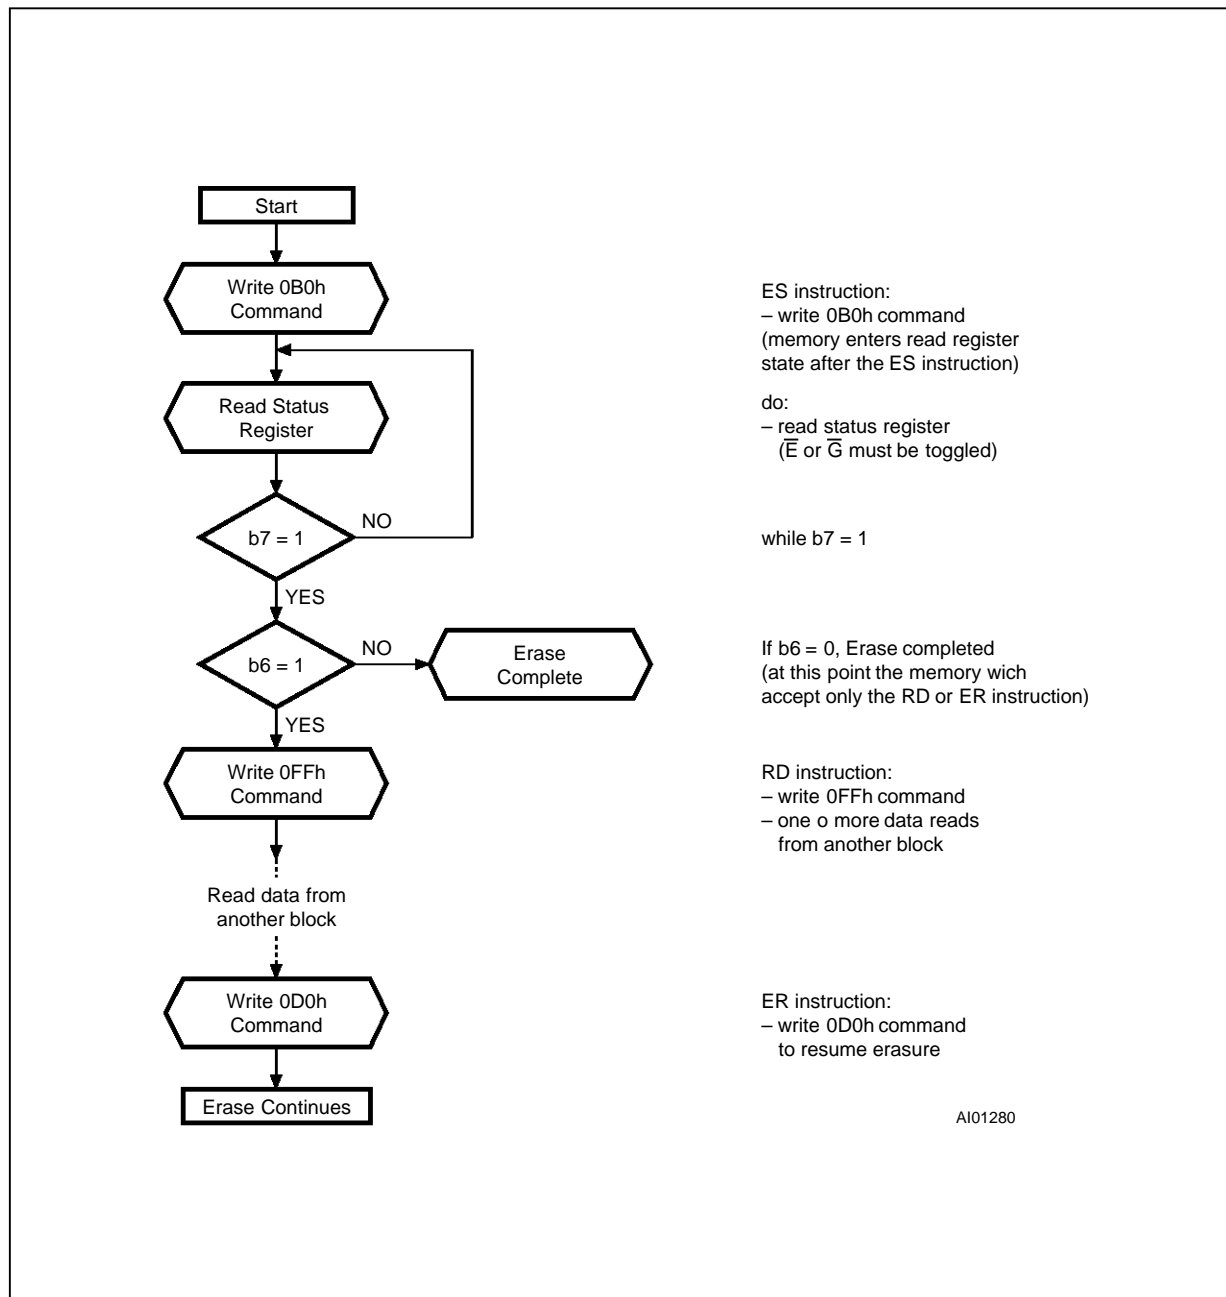 Start
Write 0B0h
Command
Read Status
Register
NO
b7 = 1
YES
NO
b6 = 1
Erase
Complete
YES
Write 0FFh
Command
Read data from
another block
Write 0D0h
Command
Erase Continues
ES instruction:
– write 0B0h command
(memory enters read register
state after the ES instruction)
do:
– read status register
(E̅ or G̅ must be toggled)
while b7 = 1
If b6 = 0, Erase completed
(at this point the memory wich
accept only the RD or ER instruction)
RD instruction:
– write 0FFh command
– one o more data reads
from another block
ER instruction:
– write 0D0h command
to resume erasure
AI01280